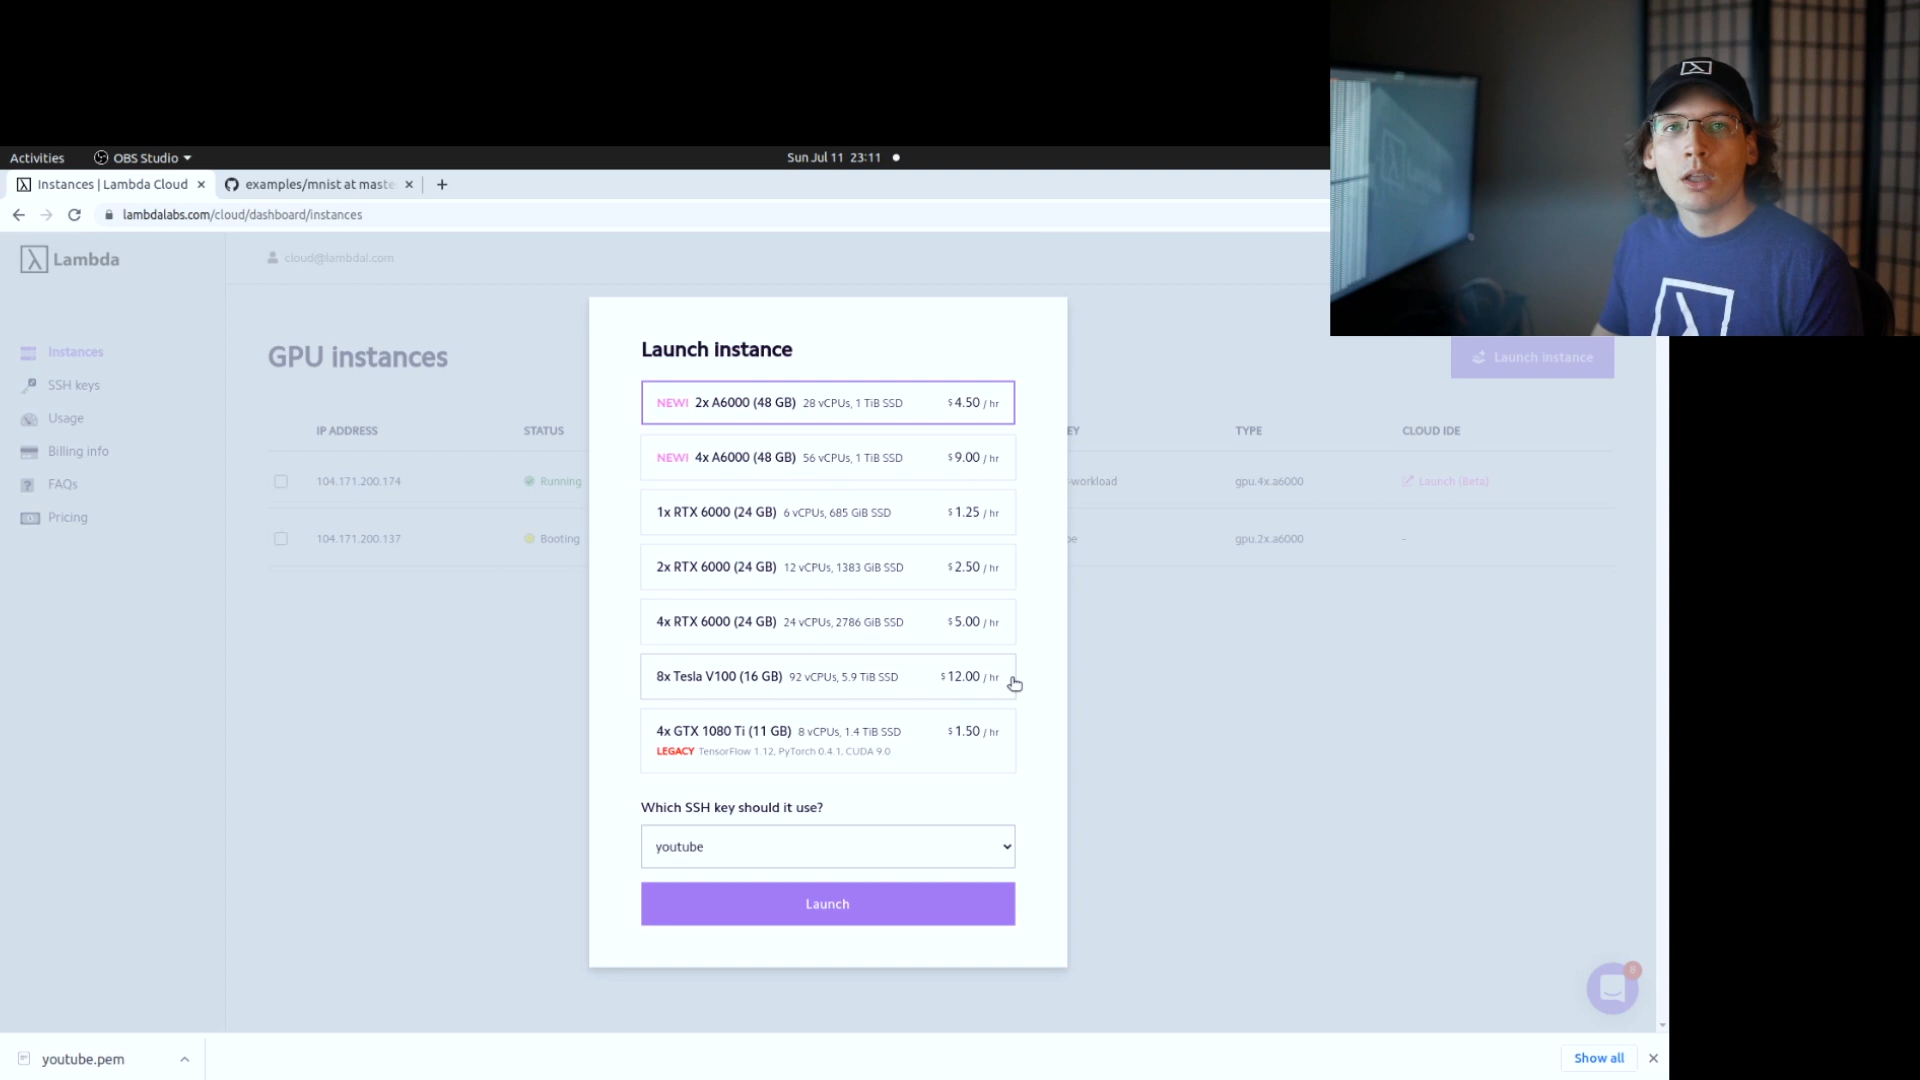 Activities
OBS Studio
Sun Jul 11 23:11
Instances | Lambda Cloud
examples/mnist at maste
lambdalabs.com/cloud/dashboard/instances
Lambda
cloud@lambdal.com
Instances
SSH keys
Usage
Billing info
FAQs
Pricing
GPU instances
Launch instance
IP ADDRESS STATUS EY TYPE CLOUD IDE
104.171.200.174 Running -workload gpu.4x.a6000 Launch (Beta)
104.171.200.137 Booting be gpu.2x.a6000 -
Launch instance
NEW! 2x A6000 (48 GB) 28 vCPUs, 1 TiB SSD $ 4.50 / hr
NEW! 4x A6000 (48 GB) 56 vCPUs, 1 TiB SSD $ 9.00 / hr
1x RTX 6000 (24 GB) 6 vCPUs, 685 GiB SSD $ 1.25 / hr
2x RTX 6000 (24 GB) 12 vCPUs, 1383 GiB SSD $ 2.50 / hr
4x RTX 6000 (24 GB) 24 vCPUs, 2786 GiB SSD $ 5.00 / hr
8x Tesla V100 (16 GB) 92 vCPUs, 5.9 TiB SSD $ 12.00 / hr
4x GTX 1080 Ti (11 GB) 8 vCPUs, 1.4 TiB SSD $ 1.50 / hr
LEGACY TensorFlow 1.12, PyTorch 0.4.1, CUDA 9.0
Which SSH key should it use?
youtube
Launch
8
youtube.pem
Show all